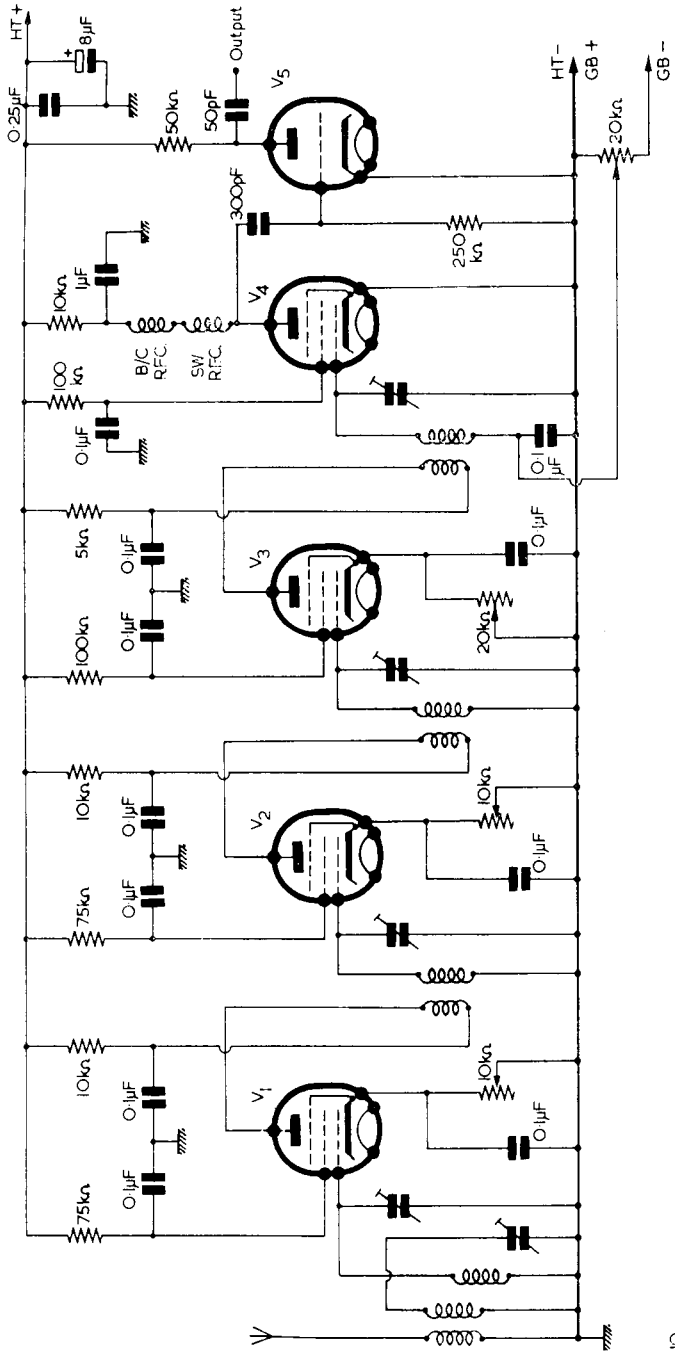 HT+
0·25µF
+
8µF
75kΩ
10kΩ
75kΩ
10kΩ
100kΩ
5kΩ
100
kΩ
10kΩ
50kΩ
0·1µF
0·1µF
0·1µF
0·1µF
0·1µF
0·1µF
0·1µF
1µF
B/C
R.F.C.
SW
R.F.C.
50pF
Output
300pF
V1
V2
V3
V4
V5
10kΩ
0·1µF
10kΩ
0·1µF
20kΩ
0·1µF
0·1
µF
250
kΩ
HT-
GB+
20kΩ
GB-